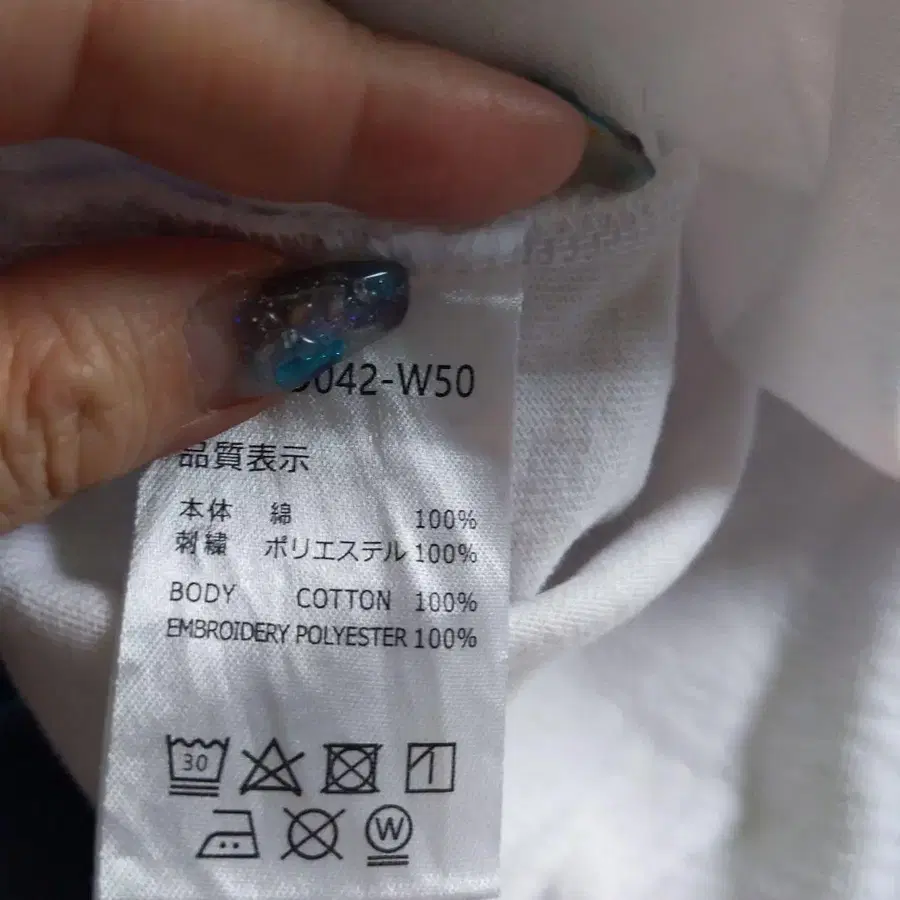 042-W50
品質表示
本体 綿 100%
刺繍 ポリエステル 100%
BODY COTTON 100%
EMBROIDERY POLYESTER 100%
30
W